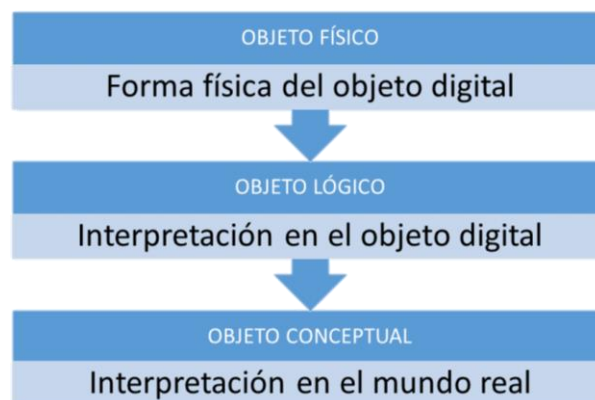 OBJETO FÍSICO
Forma física del objeto digital
OBJETO LÓGICO
Interpretación en el objeto digital
OBJETO CONCEPTUAL
Interpretación en el mundo real